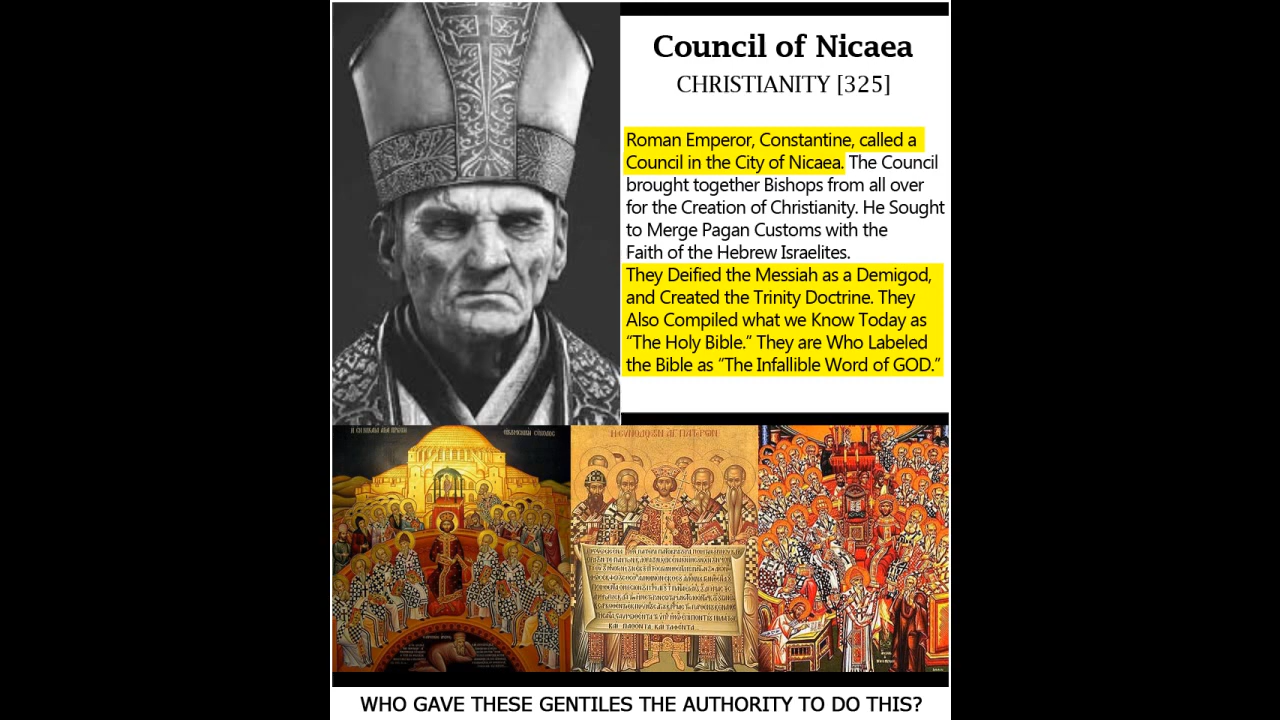 Council of Nicaea
CHRISTIANITY [325]
Roman Emperor, Constantine, called a
Council in the City of Nicaea. The Council
brought together Bishops from all over
for the Creation of Christianity. He Sought
to Merge Pagan Customs with the
Faith of the Hebrew Israelites.
They Deified the Messiah as a Demigod,
and Created the Trinity Doctrine. They
Also Compiled what we Know Today as
“The Holy Bible.” They are Who Labeled
the Bible as “The Infallible Word of GOD.”
WHO GAVE THESE GENTILES THE AUTHORITY TO DO THIS?